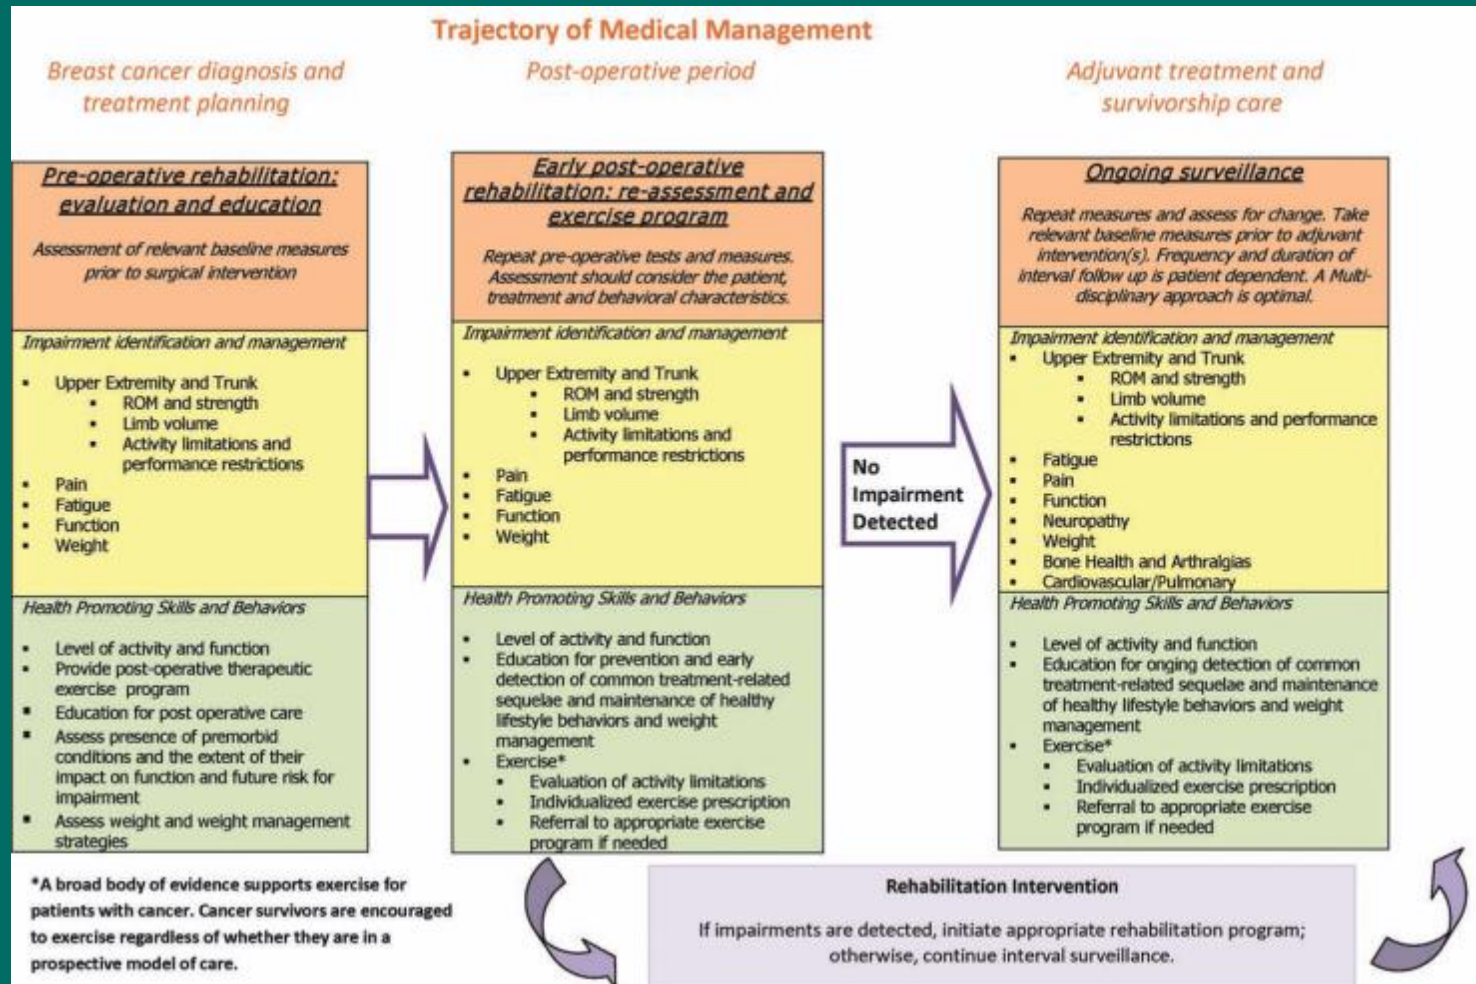 Trajectory of Medical Management
Breast cancer diagnosis and
treatment planning
Post-operative period
Adjuvant treatment and
survivorship care
Pre-operative rehabilitation:
evaluation and education
Assessment of relevant baseline measures
prior to surgical intervention
Impairment identification and management
▪ Upper Extremity and Trunk
▪ ROM and strength
▪ Limb volume
▪ Activity limitations and
performance restrictions
▪ Pain
▪ Fatigue
▪ Function
▪ Weight
Health Promoting Skills and Behaviors
▪ Level of activity and function
▪ Provide post-operative therapeutic
exercise program
▪ Education for post operative care
▪ Assess presence of premorbid
conditions and the extent of their
impact on function and future risk for
impairment
▪ Assess weight and weight management
strategies
Early post-operative
rehabilitation: re-assessment and
exercise program
Repeat pre-operative tests and measures.
Assessment should consider the patient,
treatment and behavioral characteristics.
Impairment identification and management
▪ Upper Extremity and Trunk
▪ ROM and strength
▪ Limb volume
▪ Activity limitations and
performance restrictions
▪ Pain
▪ Fatigue
▪ Function
▪ Weight
Health Promoting Skills and Behaviors
▪ Level of activity and function
▪ Education for prevention and early
detection of common treatment-related
sequelae and maintenance of healthy
lifestyle behaviors and weight
management
▪ Exercise*
▪ Evaluation of activity limitations
▪ Individualized exercise prescription
▪ Referral to appropriate exercise
program if needed
No
Impairment
Detected
Ongoing surveillance
Repeat measures and assess for change. Take
relevant baseline measures prior to adjuvant
intervention(s). Frequency and duration of
interval follow up is patient dependent. A Multi-
disciplinary approach is optimal.
Impairment identification and management
▪ Upper Extremity and Trunk
▪ ROM and strength
▪ Limb volume
▪ Activity limitations and performance
restrictions
▪ Fatigue
▪ Pain
▪ Function
▪ Neuropathy
▪ Weight
▪ Bone Health and Arthralgias
▪ Cardiovascular/Pulmonary
Health Promoting Skills and Behaviors
▪ Level of activity and function
▪ Education for onging detection of common
treatment-related sequelae and maintenance
of healthy lifestyle behaviors and weight
management
▪ Exercise*
▪ Evaluation of activity limitations
▪ Individualized exercise prescription
▪ Referral to appropriate exercise
program if needed
*A broad body of evidence supports exercise for
patients with cancer. Cancer survivors are encouraged
to exercise regardless of whether they are in a
prospective model of care.
Rehabilitation Intervention
If impairments are detected, initiate appropriate rehabilitation program;
otherwise, continue interval surveillance.